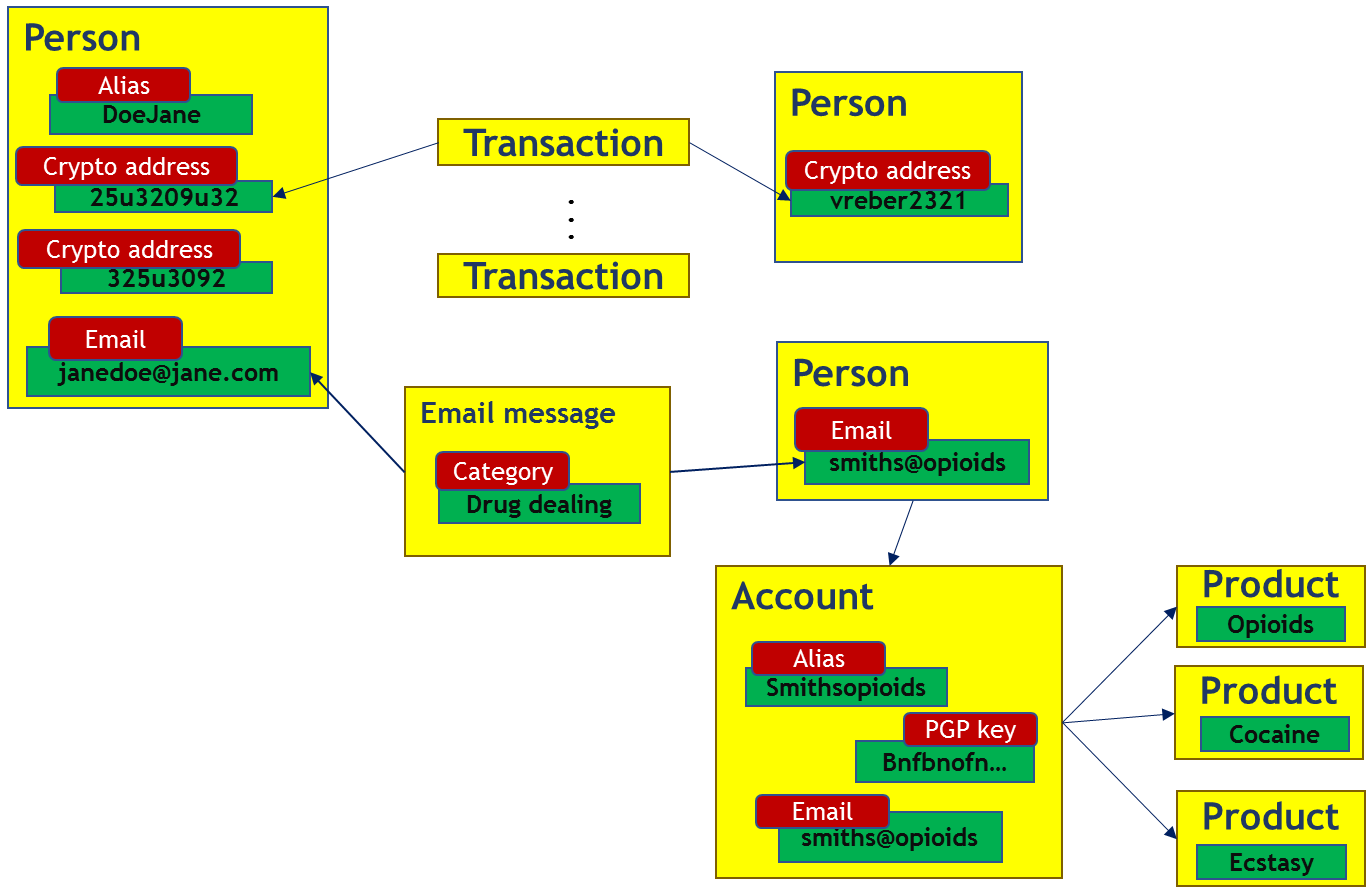 Person
Alias
DoeJane
Crypto address
25u3209u32
Crypto address
325u3092
Email
janedoe@jane.com
Transaction
Transaction
Person
Crypto address
vreber2321
Email message
Category
Drug dealing
Person
Email
smiths@opioids
Account
Alias
Smithsopioids
PGP key
Bnfbnofn...
Email
smiths@opioids
Product
Opioids
Product
Cocaine
Product
Ecstasy